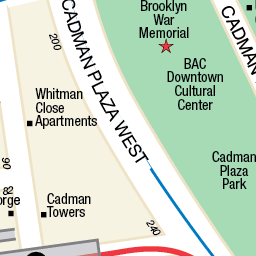 Brooklyn
War
Memorial
200
CADMAN PLAZA WEST
CADMAN
BAC
Downtown
Cultural
Center
Whitman
Close
Apartments
Cadman
Plaza
Park
90
82
Cadman
Towers
240